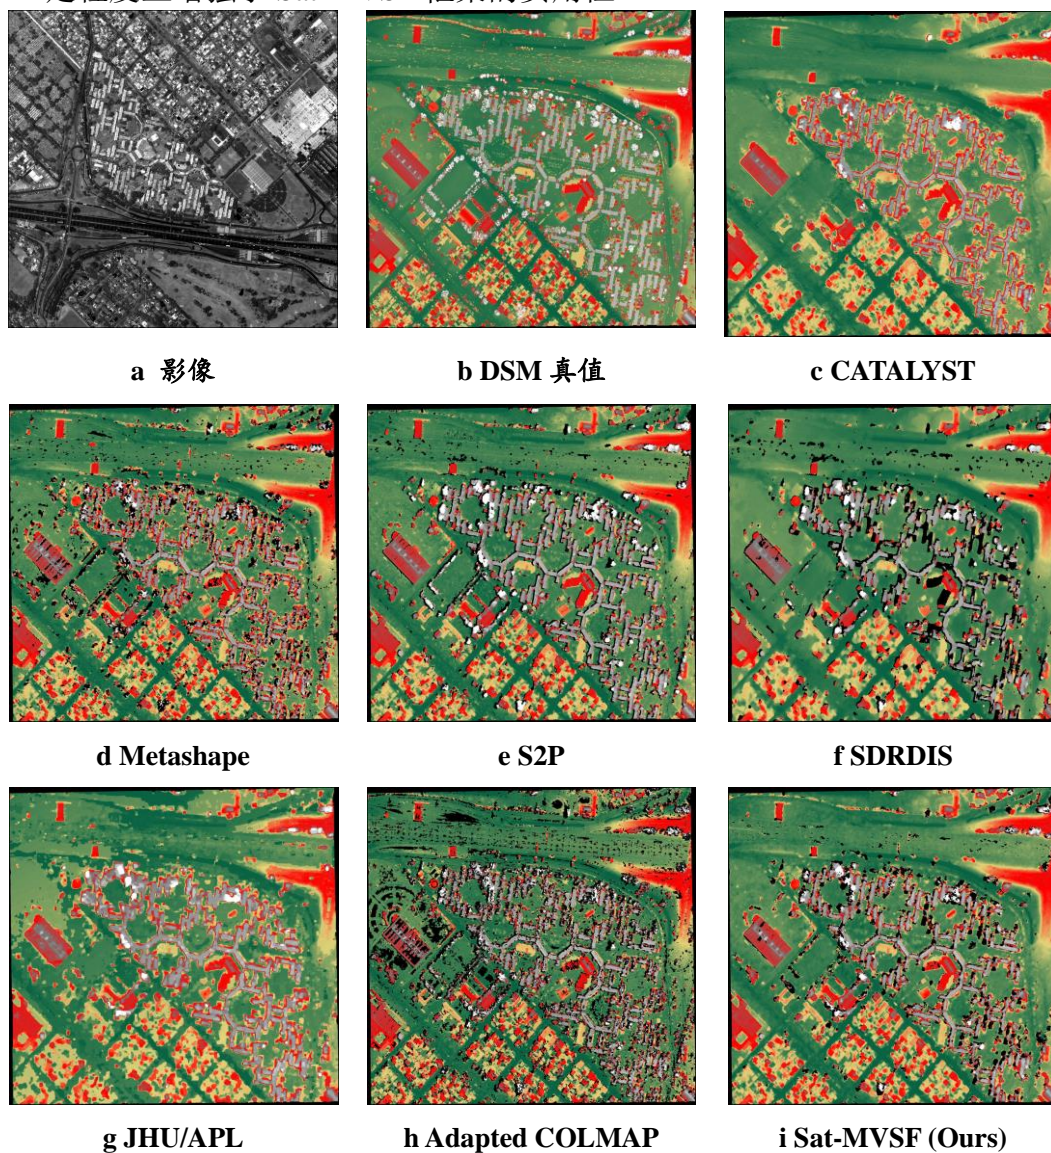 a 影像
b DSM 真值
c CATALYST
d Metashape
e S2P
f SDRDIS
g JHU/APL
h Adapted COLMAP
i Sat-MVSF (Ours)